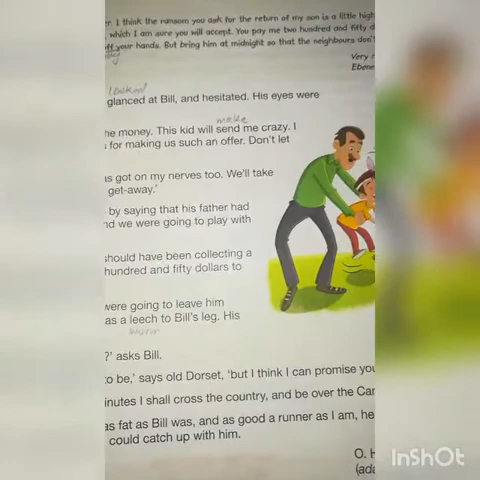 er. I think the ransom you ask for the return of my son is a little high
which I am sure you will accept. You pay me two hundred and fifty d
ff your hands. But bring him at midnight so that the neighbours don't
Very r
Ebene
looked
glanced at Bill, and hesitated. His eyes were
make
he money. This kid will send me crazy. I
for making us such an offer. Don't let
as got on my nerves too. We'll take
get-away.'
by saying that his father had
nd we were going to play with
should have been collecting a
hundred and fifty dollars to
were going to leave him
as a leech to Bill's leg. His
worm
?' asks Bill.
to be,' says old Dorset, 'but I think I can promise you
inutes I shall cross the country, and be over the Can
as fat as Bill was, and as good a runner as I am, he
could catch up with him.
O. H
(ada
InShOt